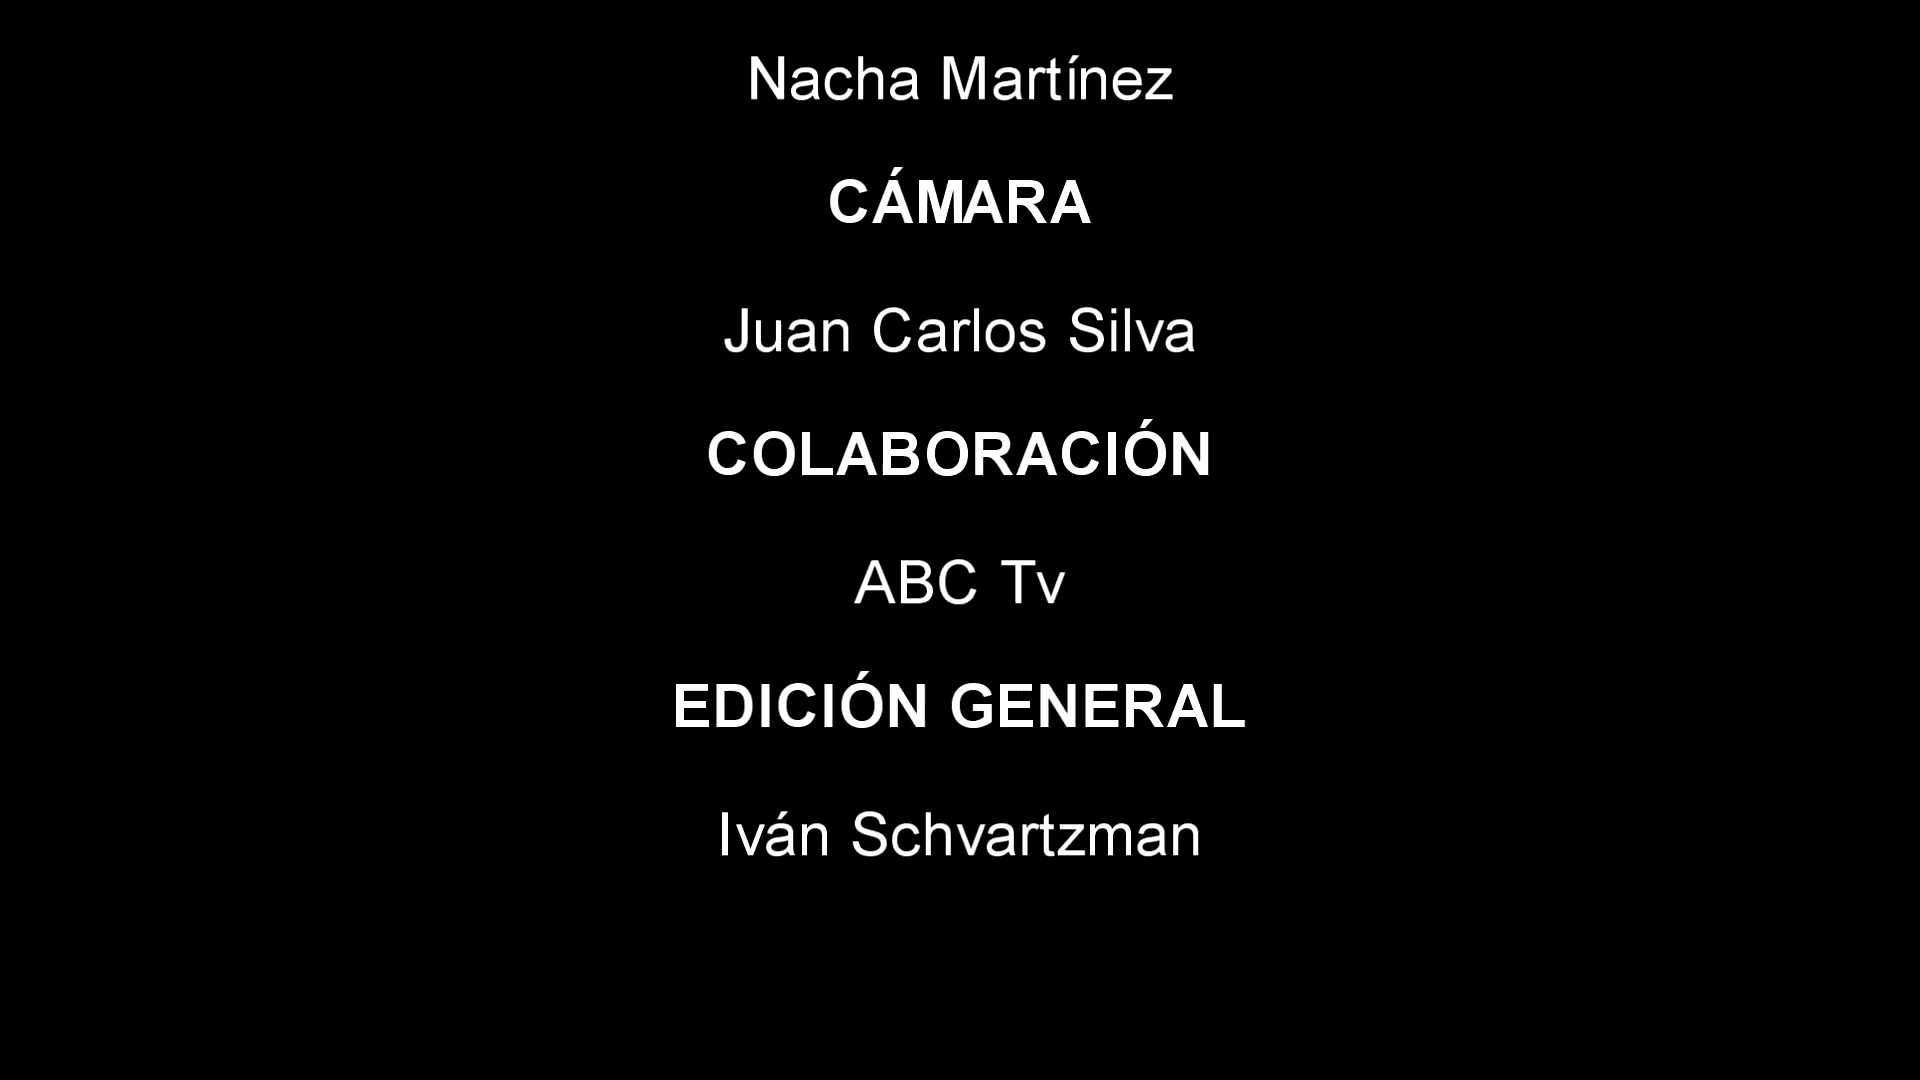 Nacha Martínez
CÁMARA
Juan Carlos Silva
COLABORACIÓN
ABC Tv
EDICIÓN GENERAL
Iván Schvartzman